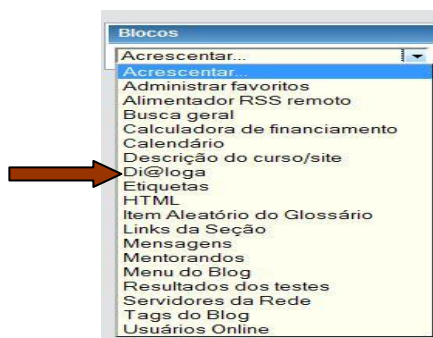 Blocos
Acrescentar...
Acrescentar...
Administrar favoritos
Alimentador RSS remoto
Busca geral
Calculadora de financiamento
Calendário
Descrição do curso/site
Di@loga
Etiquetas
HTML
Item Aleatório do Glossário
Links da Seção
Mensagens
Mentorandos
Menu do Blog
Resultados dos testes
Servidores da Rede
Tags do Blog
Usuários Online